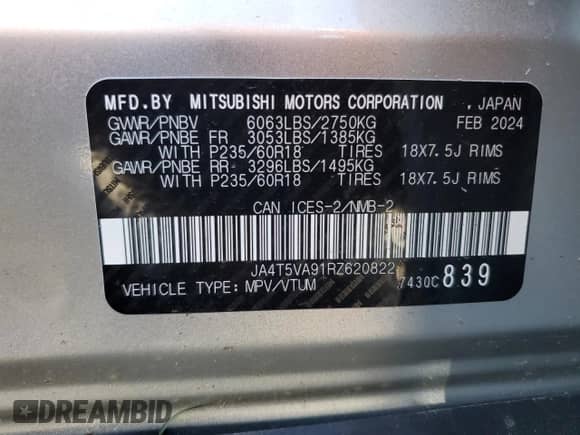 MFD.BY MITSUBISHI MOTORS CORPORATION , JAPAN
GVWR/PNBV 6063LBS/2750KG FEB 2024
GAWR/PNBE FR 3053LBS/1385KG
WITH P235/60R18 TIRES 18X7.5J RIMS
GAWR/PNBE RR 3296LBS/1495KG
WITH P235/60R18 TIRES 18X7.5J RIMS
CAN ICES-2/NMB-2
JA4T5VA91RZ620822
VEHICLE TYPE: MPV/VTUM 7430C 839
DREAMBID